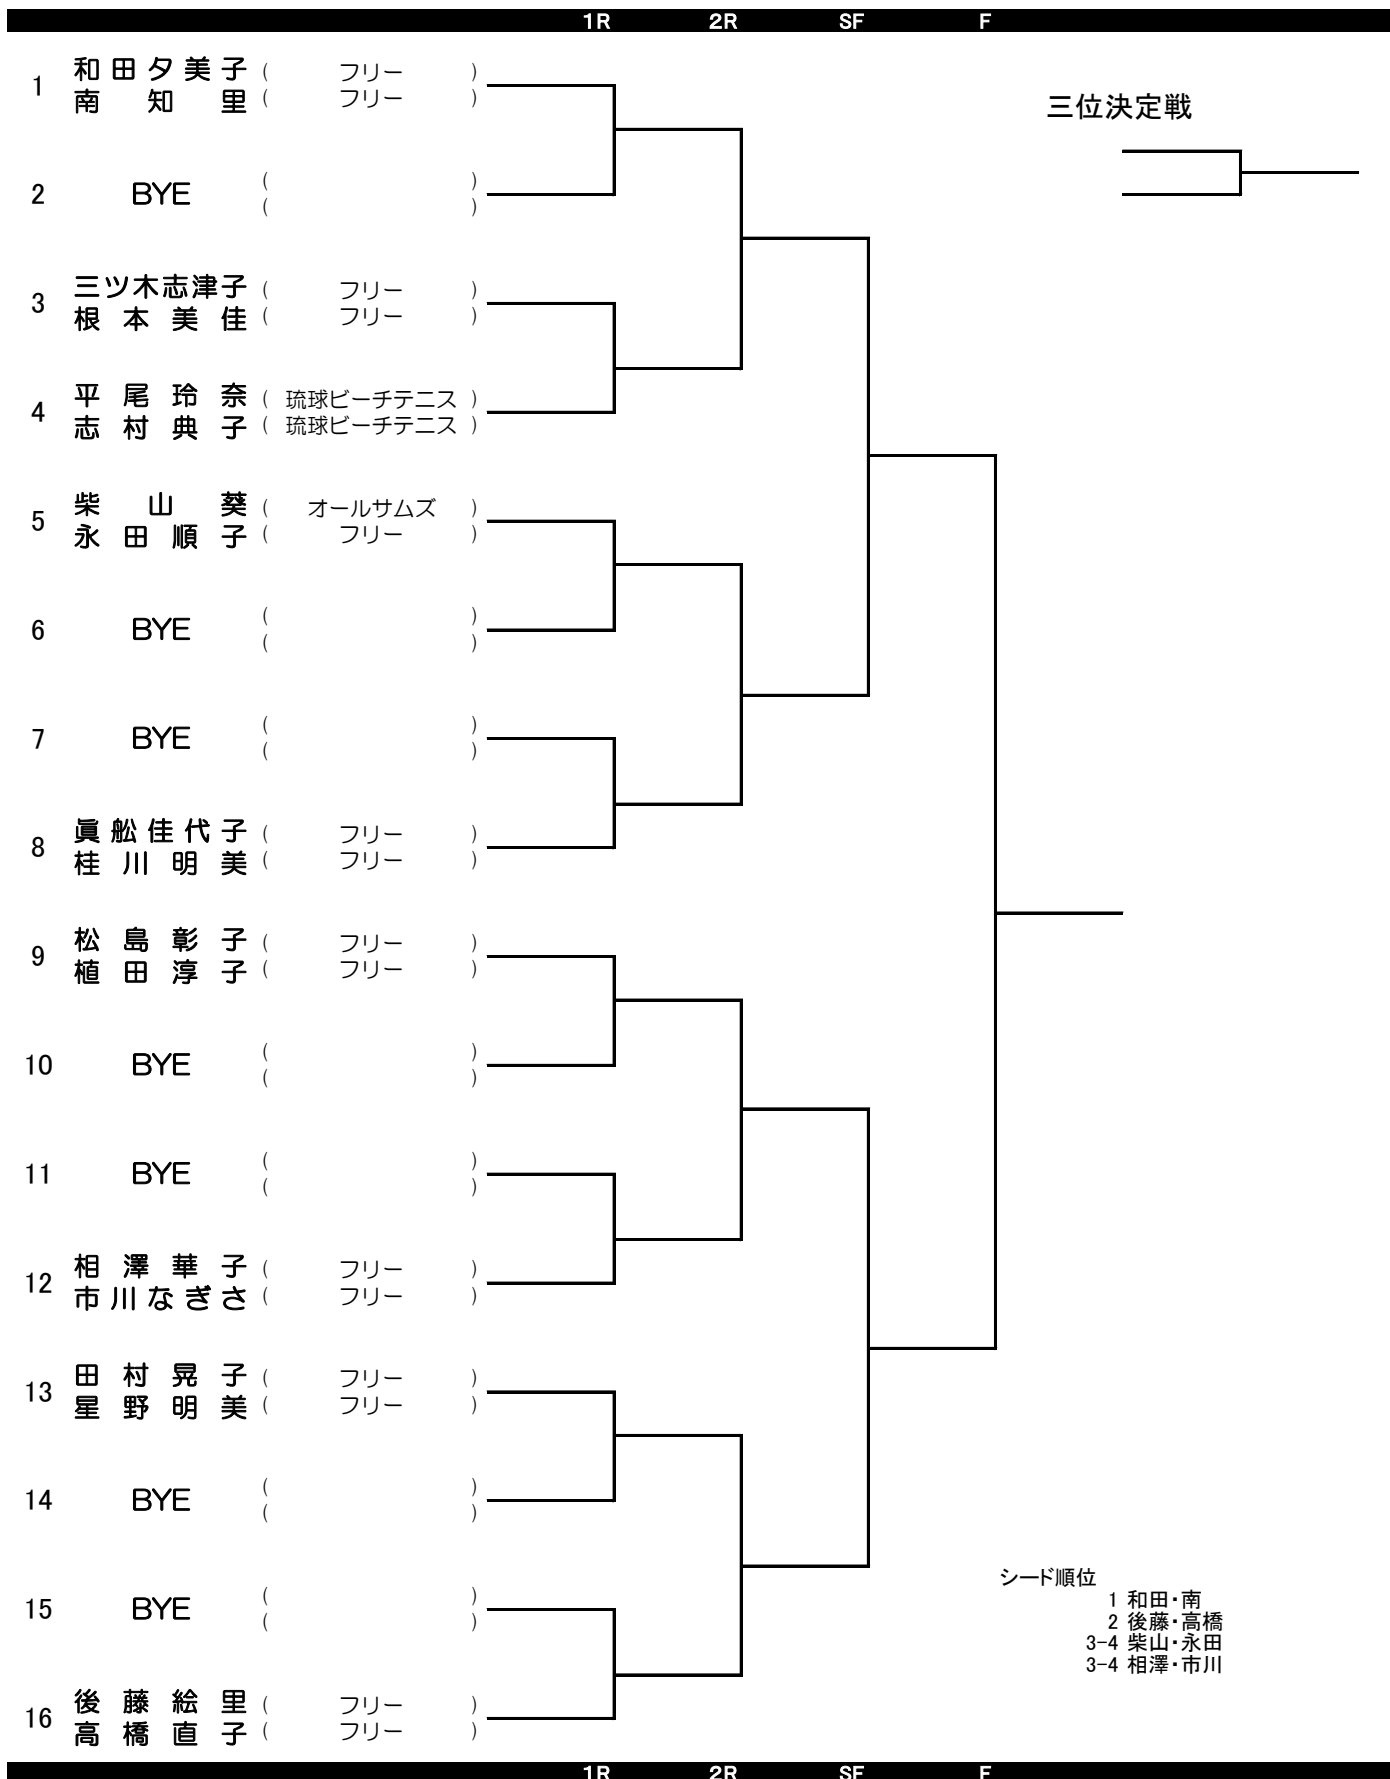 1R 2R SF F
三位決定戦
1 和田夕美子 ( フリー )
南知里 ( フリー )
2 BYE ( )
( )
3 三ツ木志津子 ( フリー )
根本美佳 ( フリー )
4 平尾玲奈 ( 琉球ビーチテニス )
志村典子 ( 琉球ビーチテニス )
5 柴山葵 ( オールサムズ )
永田順子 ( フリー )
6 BYE ( )
( )
7 BYE ( )
( )
8 眞舩佳代子 ( フリー )
桂川明美 ( フリー )
9 松島彰子 ( フリー )
植田淳子 ( フリー )
10 BYE ( )
( )
11 BYE ( )
( )
12 相澤華子 ( フリー )
市川なぎさ ( フリー )
13 田村晃子 ( フリー )
星野明美 ( フリー )
14 BYE ( )
( )
15 BYE ( )
( )
16 後藤絵里 ( フリー )
高橋直子 ( フリー )
シード順位
1 和田・南
2 後藤・高橋
3-4 柴山・永田
3-4 相澤・市川
1R 2R SF F